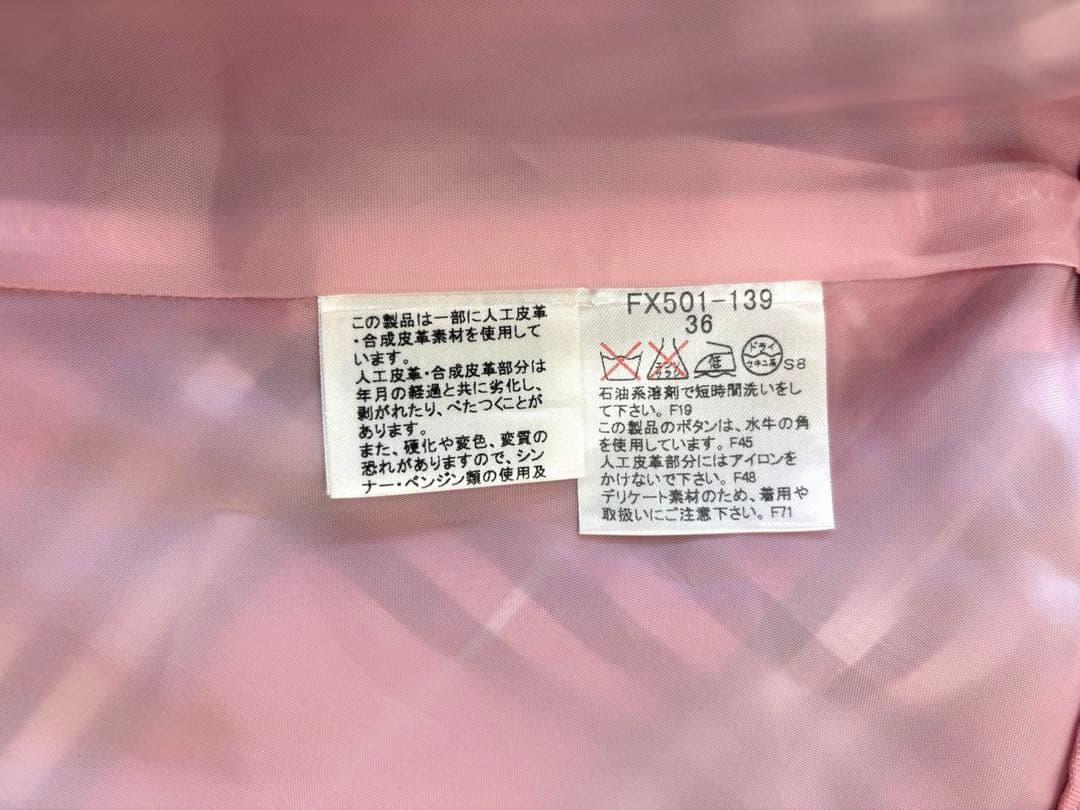 この製品は一部に人工皮革
・合成皮革素材を使用して
います。
人工皮革・合成皮革部分は
年月の経過と共に劣化し、
剥がれたり、べたつくことが
あります。
また、硬化や変色、変質の
恐れがありますので、シン
ナー・ベンジン類の使用及
FX501-139
36
エンソ
サラシ
低
ドライ
セキユ系
S8
石油系溶剤で短時間洗いをし
て下さい。F19
この製品のボタンは、水牛の角
を使用しています。F45
人工皮革部分にはアイロンを
かけないで下さい。F48
デリケート素材のため、着用や
取扱いにご注意下さい。F71